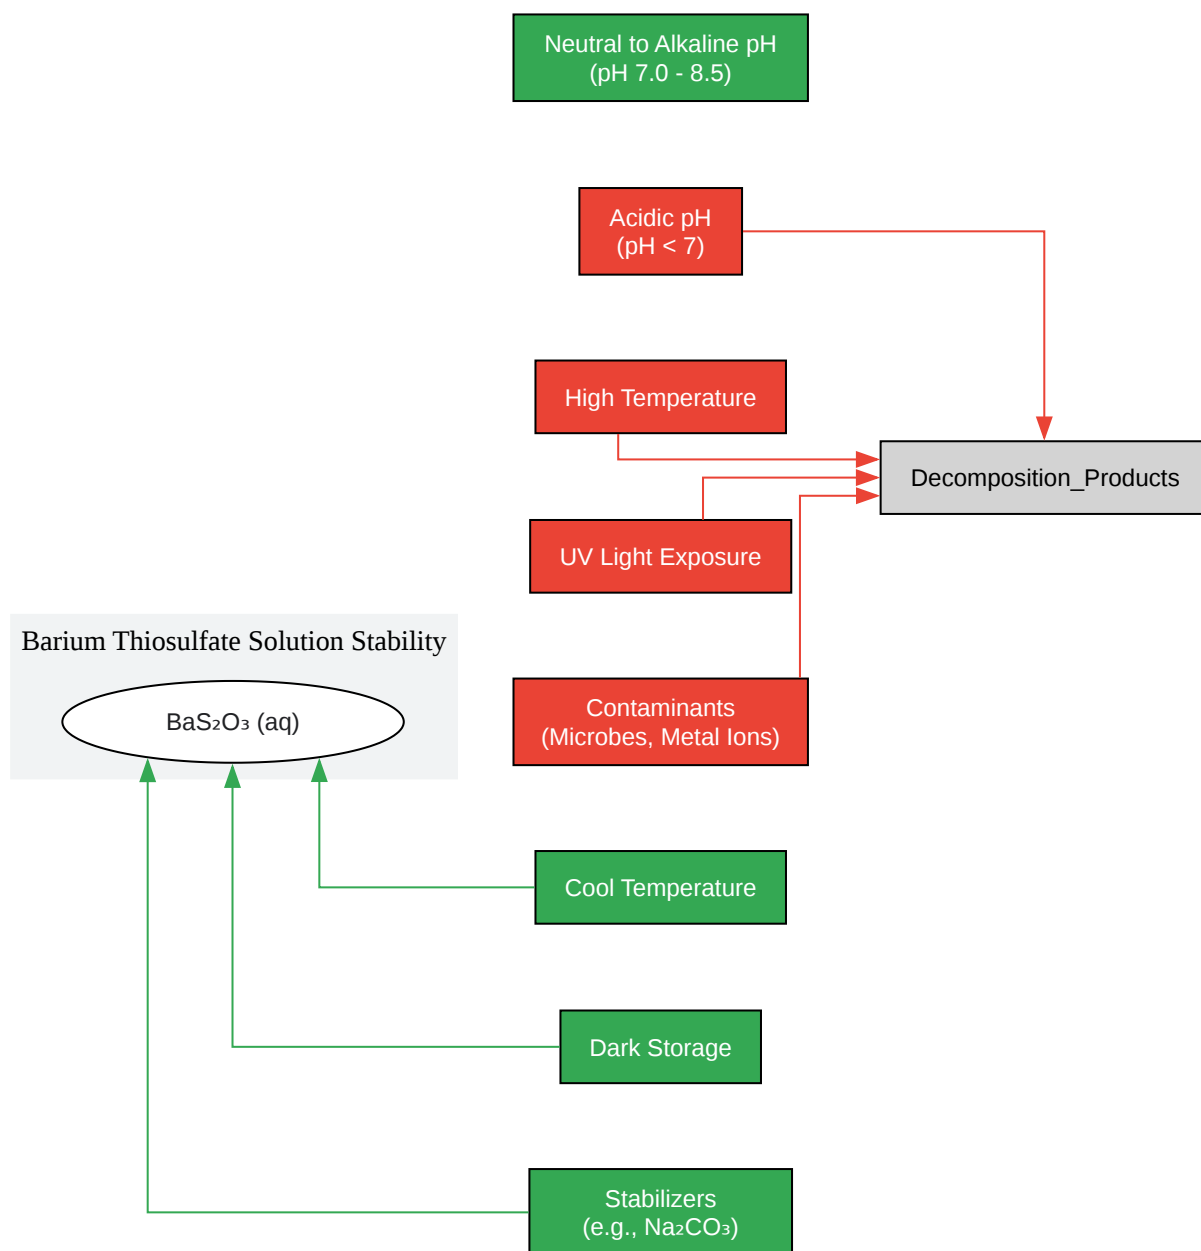 Neutral to Alkaline pH
(pH 7.0 - 8.5)
Acidic pH
(pH < 7)
High Temperature
Decomposition_Products
UV Light Exposure
Barium Thiosulfate Solution Stability
BaS₂O₃ (aq)
Contaminants
(Microbes, Metal Ions)
Cool Temperature
Dark Storage
Stabilizers
(e.g., Na₂CO₃)